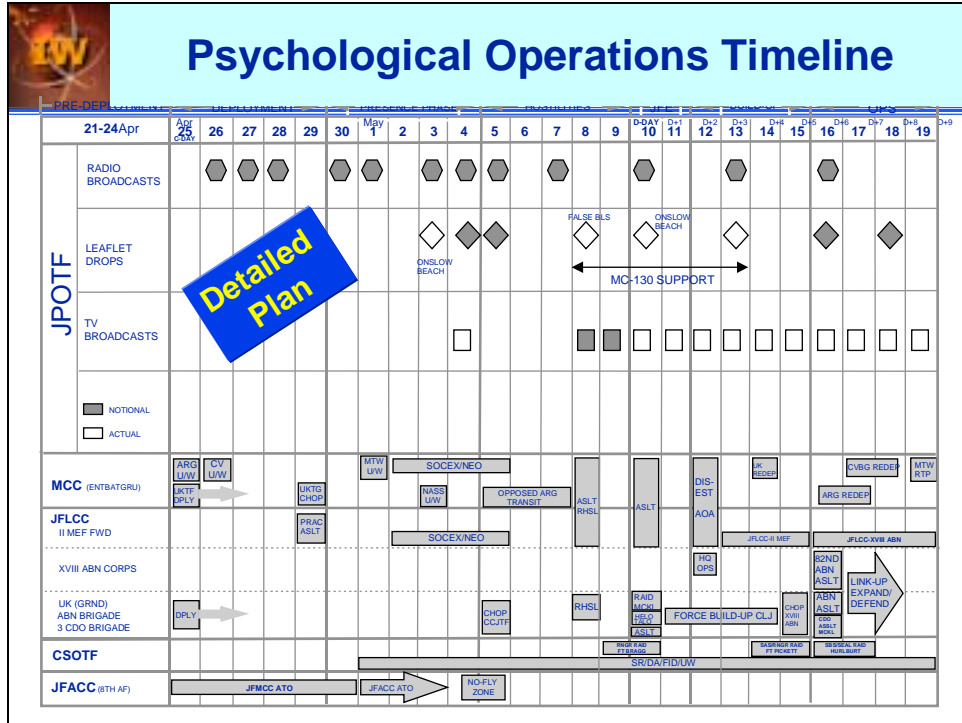 IW
Psychological Operations Timeline
PRE-DEPLOYMENT DEPLOYMENT PRESENCE PHASE HOSTILITIES JFE BUILD-UP OPS
21-24Apr
Apr May D-DAY D+1 D+2 D+3 D+4 D+5 D+6 D+7 D+8 D+9
25 26 27 28 29 30 1 2 3 4 5 6 7 8 9 10 11 12 13 14 15 16 17 18 19
C-DAY
JPOTF
RADIO
BROADCASTS
LEAFLET
DROPS
ONSLOW
BEACH
FALSE BLS
ONSLOW
BEACH
MC-130 SUPPORT
Detailed
Plan
TV
BROADCASTS
NOTIONAL
ACTUAL
MCC (ENTBATGRU)
ARG
U/W
CV
U/W
MTW
U/W
SOCEX/NEO
UK
REDEP
CVBG REDEP
MTW
RTP
UKTF
DPLY
UKTG
CHOP
NASS
U/W
OPPOSED ARG
TRANSIT
ASLT
RHSL
ASLT
DIS-
EST
AOA
ARG REDEP
JFLCC
II MEF FWD
PRAC
ASLT
SOCEX/NEO
JFLCC-II MEF
JFLCC-XVIII ABN
XVIII ABN CORPS
HQ
OPS
82ND
ABN
ASLT
LINK-UP
EXPAND/
DEFEND
UK (GRND)
ABN BRIGADE
3 CDO BRIGADE
DPLY
CHOP
CCJTF
RHSL
RAID
MCKL
HELO
TALO
ASLT
FORCE BUILD-UP CLJ
CHOP
XVIII
ABN
ABN
ASLT
CDO
ASSLT
MCKL
CSOTF
RNGR RAID
FT BRAGG
SAS/RNGR RAID
FT PICKETT
SBS/SEAL RAID
HURLBURT
SR/DA/FID/UW
JFACC (8TH AF)
JFMCC ATO
JFACC ATO
NO-FLY
ZONE